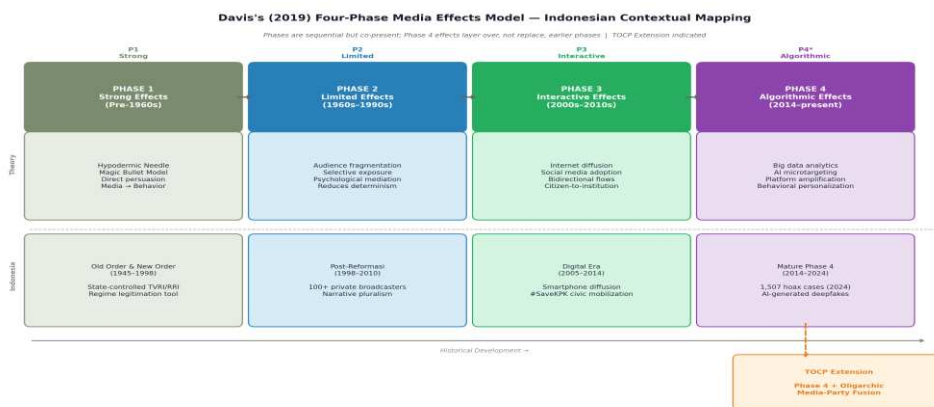 Davis's (2019) Four-Phase Media Effects Model — Indonesian Contextual Mapping
Phases are sequential but co-present; Phase 4 effects layer over, not replace, earlier phases | TOCP Extension indicated
P1
Strong
P2
Limited
P3
Interactive
P4*
Algorithmic
PHASE 1
Strong Effects
(Pre-1960s)
PHASE 2
Limited Effects
(1960s-1990s)
PHASE 3
Interactive Effects
(2000s-2010s)
PHASE 4
Algorithmic Effects
(2014-present)
Theory
Hypodermic Needle
Magic Bullet Model
Direct persuasion
Media → Behavior
Audience fragmentation
Selective exposure
Psychological mediation
Reduces determinism
Internet diffusion
Social media adoption
Bidirectional flows
Citizen-to-institution
Big data analytics
AI microtargeting
Platform amplification
Behavioral personalization
Indonesia
Old Order & New Order
(1945-1998)
State-controlled TVRI/RRI
Regime legitimation tool
Post-Reformasi
(1998-2010)
100+ private broadcasters
Narrative pluralism
Digital Era
(2005-2014)
Smartphone diffusion
#SaveKPK civic mobilization
Mature Phase 4
(2014-2024)
1,507 hoax cases (2024)
AI-generated deepfakes
Historical Development →
TOCP Extension
Phase 4 + Oligarchic
Media-Party Fusion